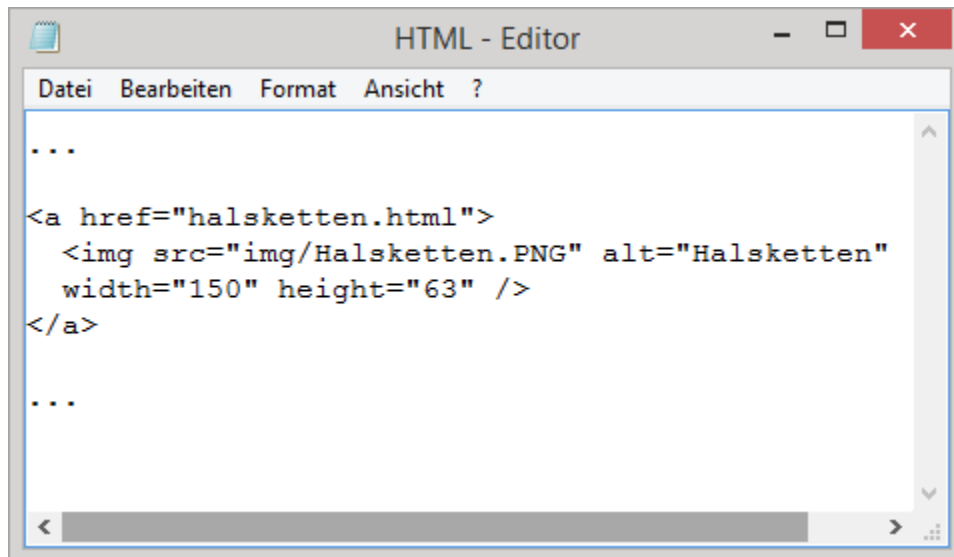 HTML - Editor
Datei Bearbeiten Format Ansicht ?
...
<a href="halsketten.html">
<img src="img/Halsketten.PNG" alt="Halsketten"
width="150" height="63" />
</a>
...